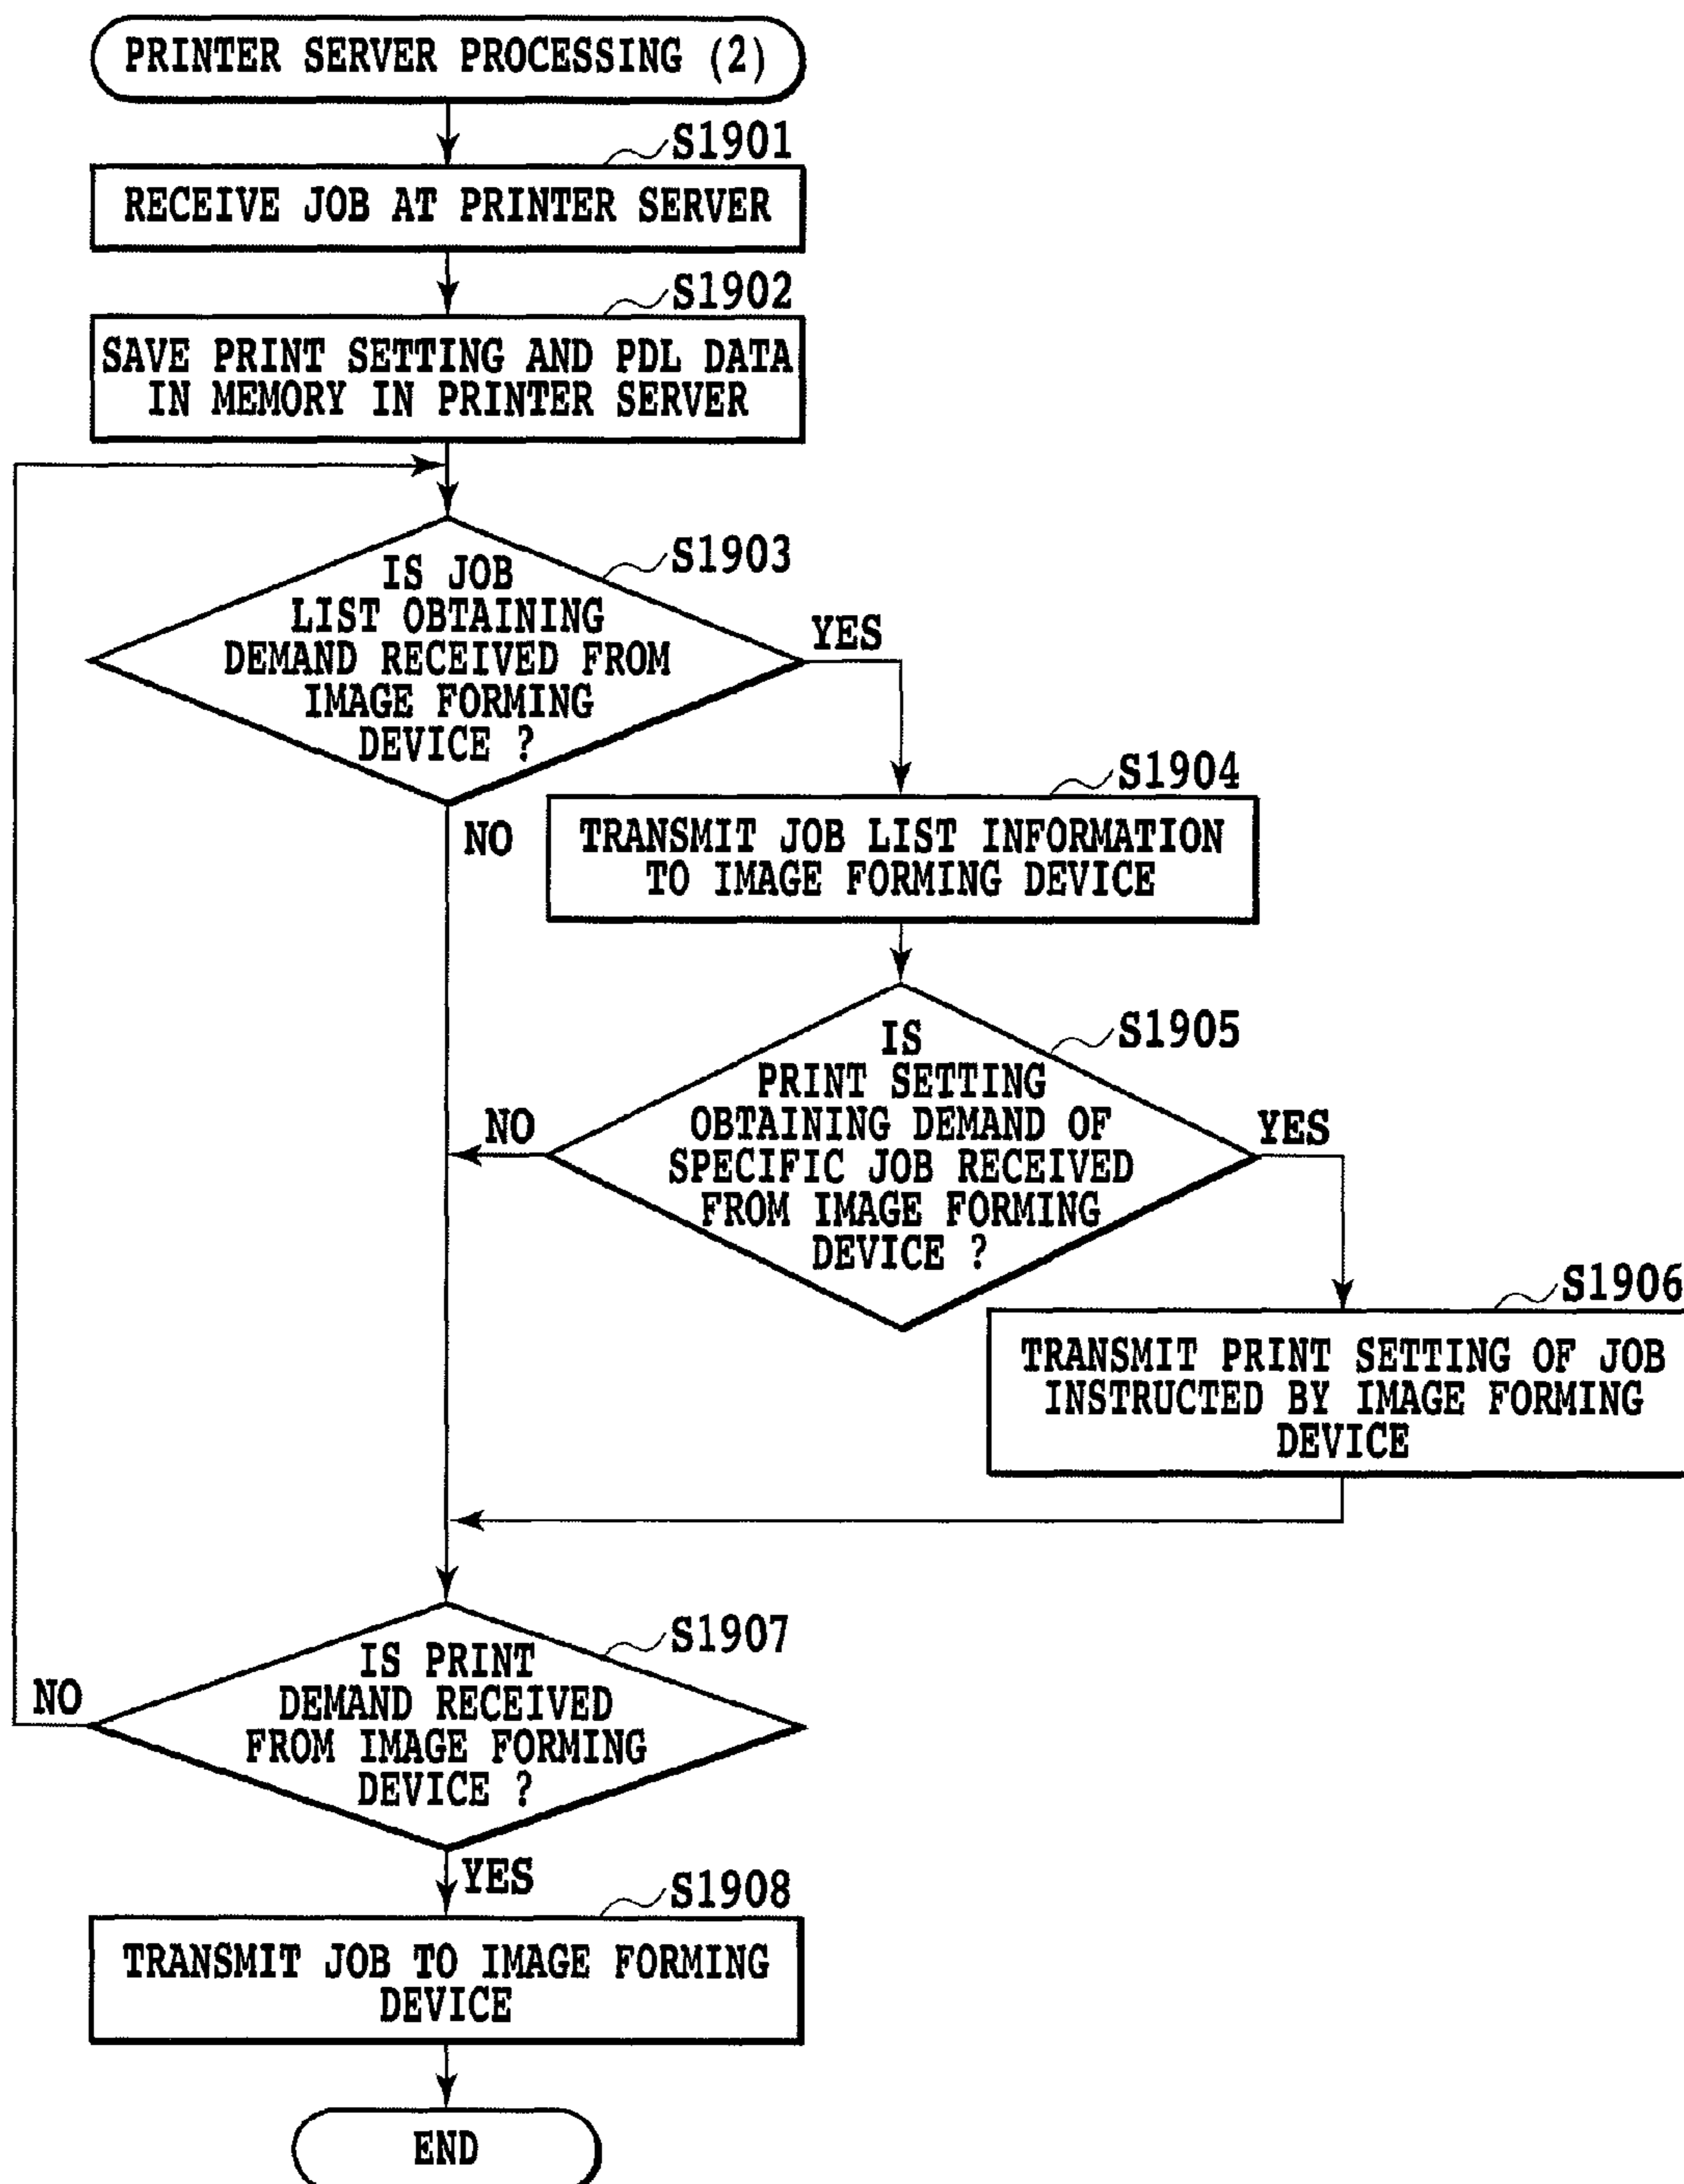 PRINTER SERVER PROCESSING (2)
S1901
RECEIVE JOB AT PRINTER SERVER
S1902
SAVE PRINT SETTING AND PDL DATA
IN MEMORY IN PRINTER SERVER
S1903
IS JOB
LIST OBTAINING
DEMAND RECEIVED FROM
IMAGE FORMING
DEVICE ?
YES
NO
S1904
TRANSMIT JOB LIST INFORMATION
TO IMAGE FORMING DEVICE
S1905
IS
PRINT SETTING
OBTAINING DEMAND OF
SPECIFIC JOB RECEIVED
FROM IMAGE FORMING
DEVICE ?
NO
YES
S1906
TRANSMIT PRINT SETTING OF JOB
INSTRUCTED BY IMAGE FORMING
DEVICE
S1907
IS PRINT
DEMAND RECEIVED
FROM IMAGE FORMING
DEVICE ?
NO
YES
S1908
TRANSMIT JOB TO IMAGE FORMING
DEVICE
END